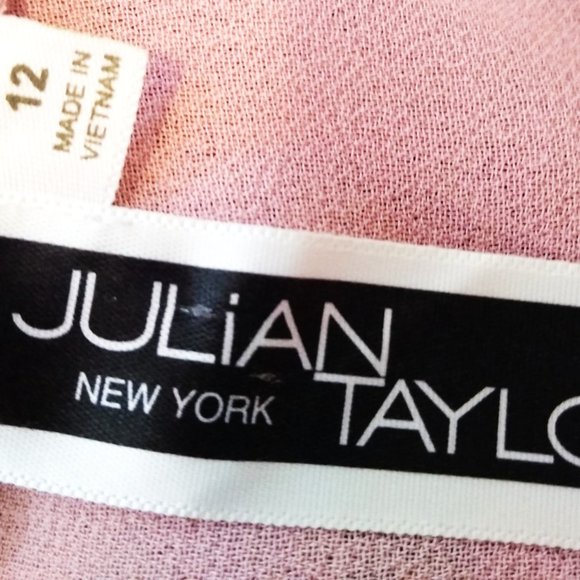 12
MADE IN
VIETNAM
JULiAN
NEW YORK
TAYLO